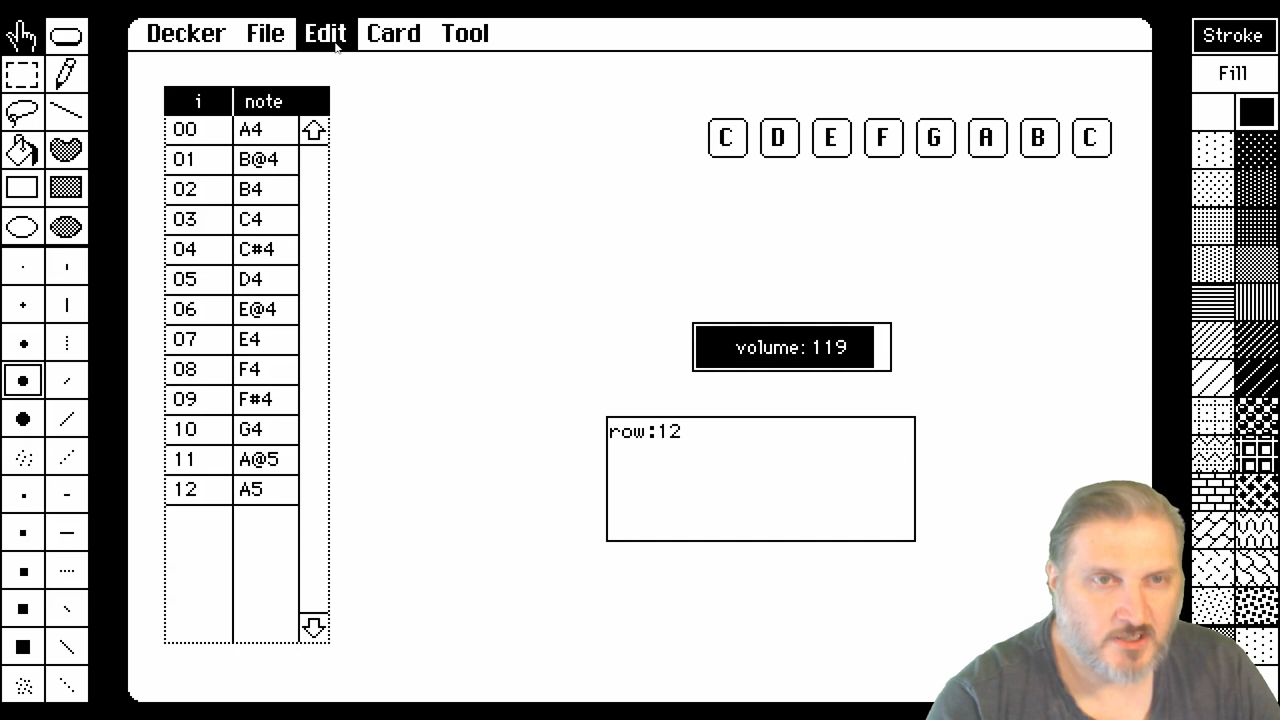 Decker File Edit Card Tool
Stroke
Fill
i note
00 A4
01 B@4
02 B4
03 C4
04 C#4
05 D4
06 E@4
07 E4
08 F4
09 F#4
10 G4
11 A@5
12 A5
C D E F G A B C
volume: 119
row:12